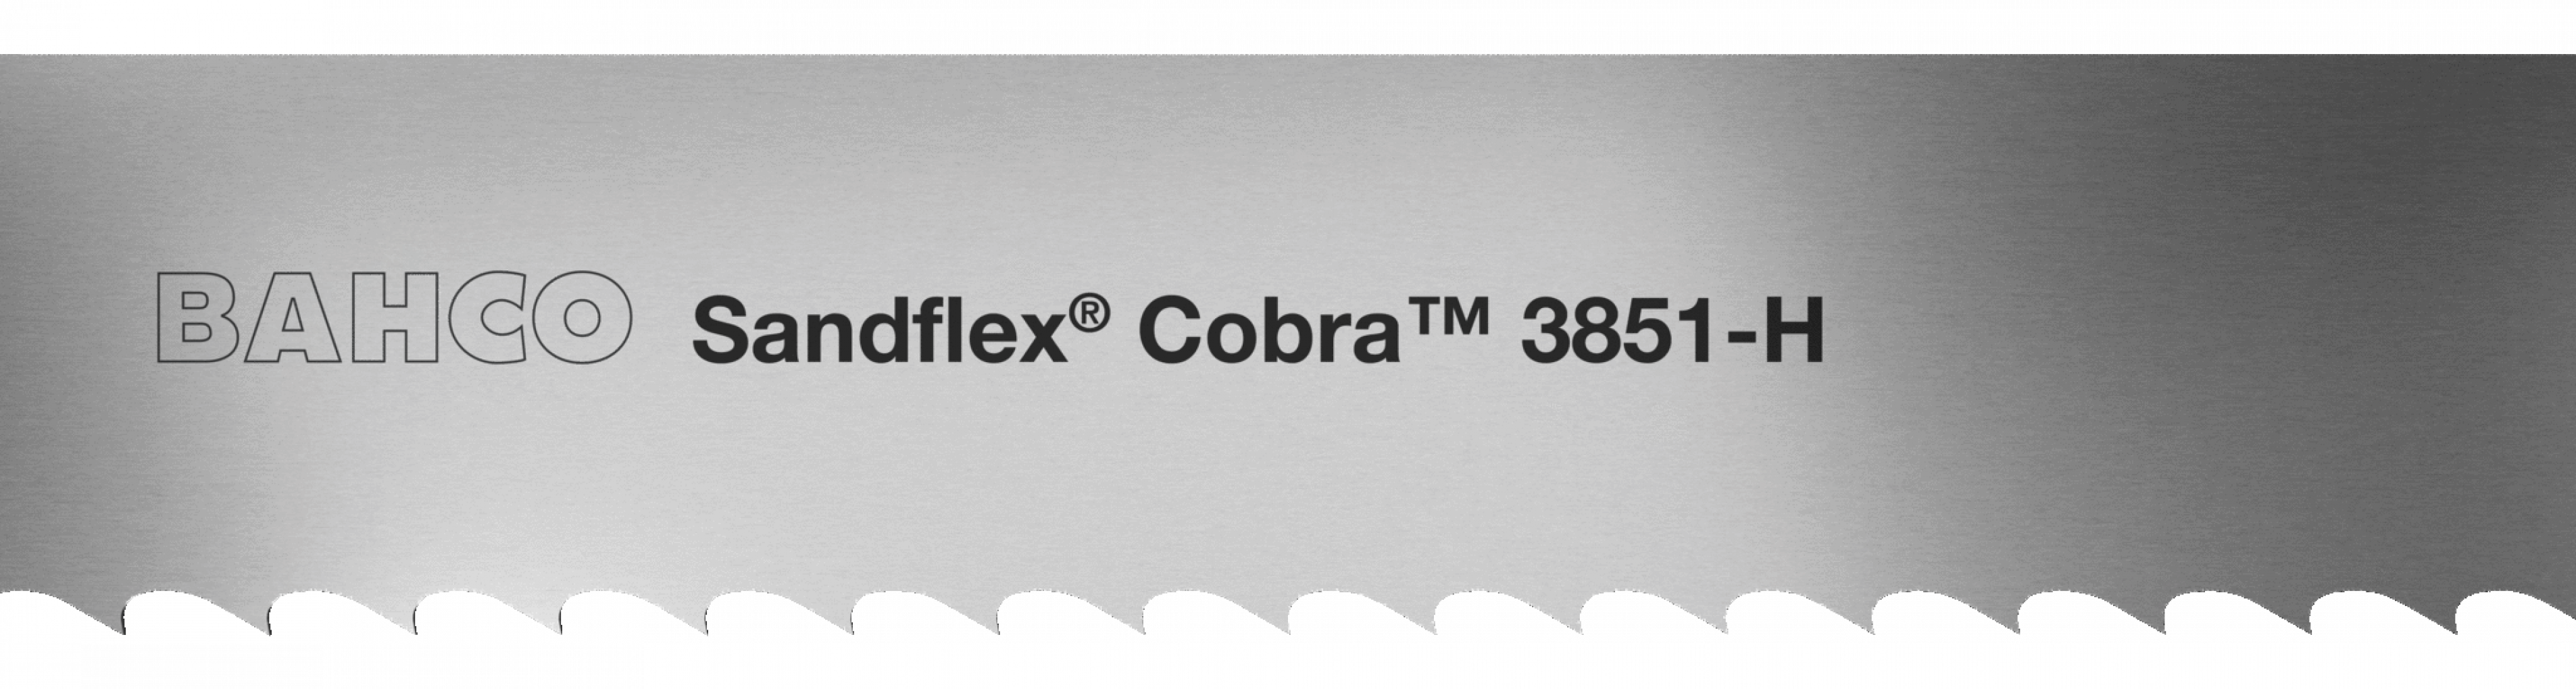 BAHCO Sandflex® Cobra™ 3851-H